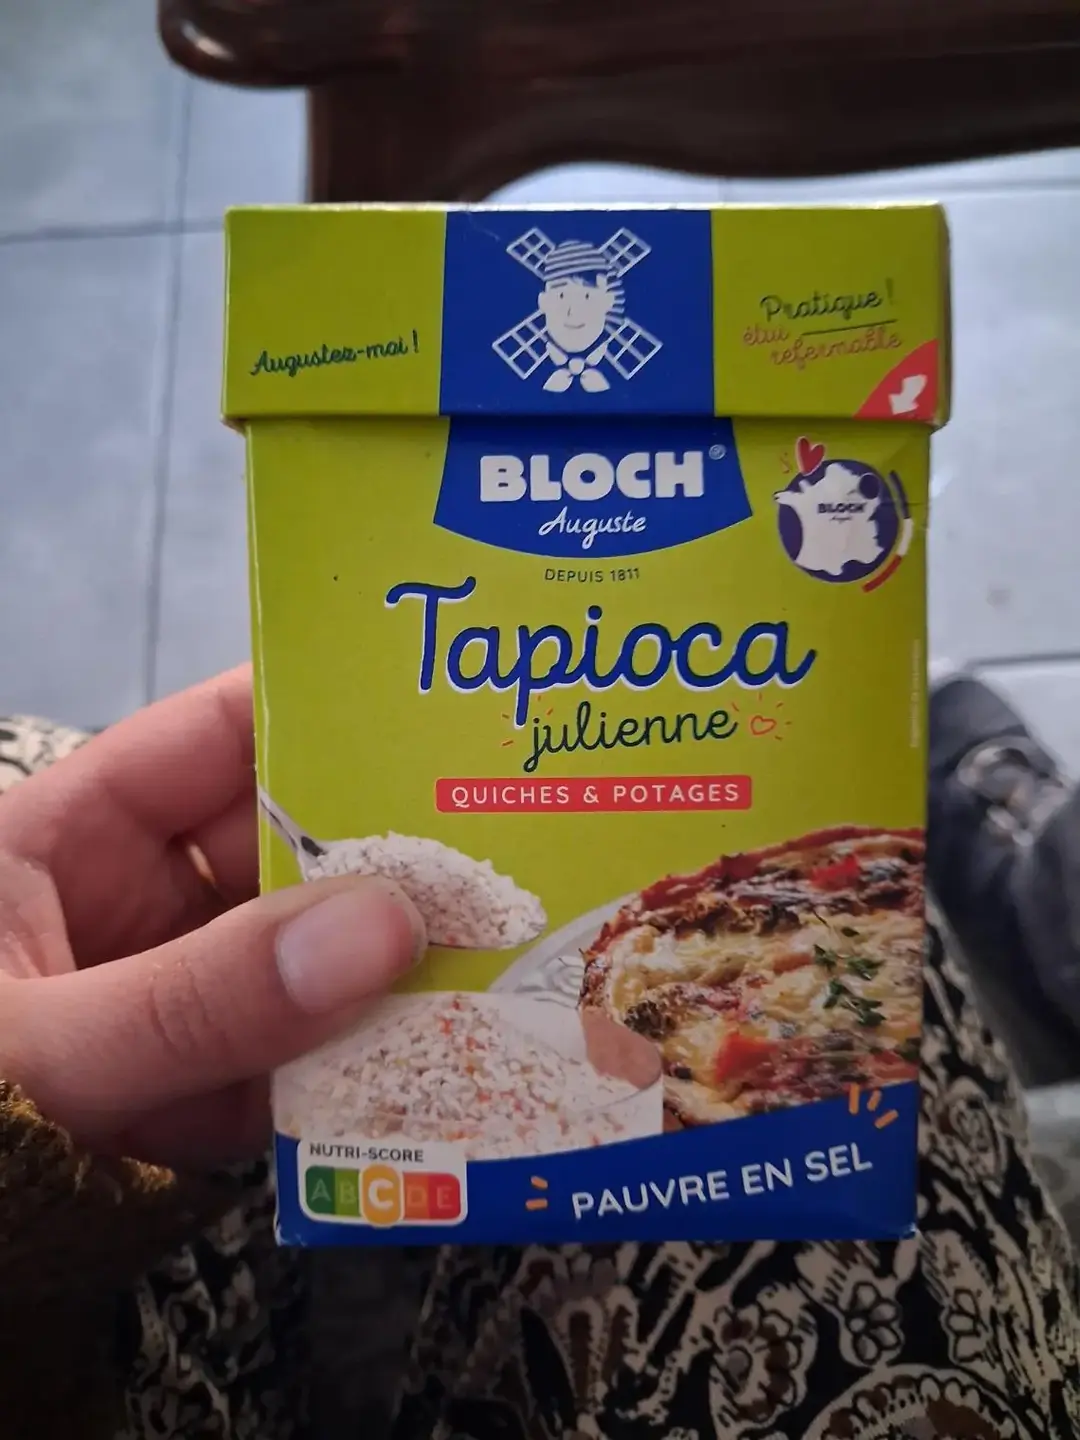 Augustez-moi !
Pratique !
étui
refermable
BLOCH®
Auguste
DEPUIS 1811
BLOCH
Auguste
Tapioca
julienne
QUICHES & POTAGES
NUTRI-SCORE
A B C D E
PAUVRE EN SEL